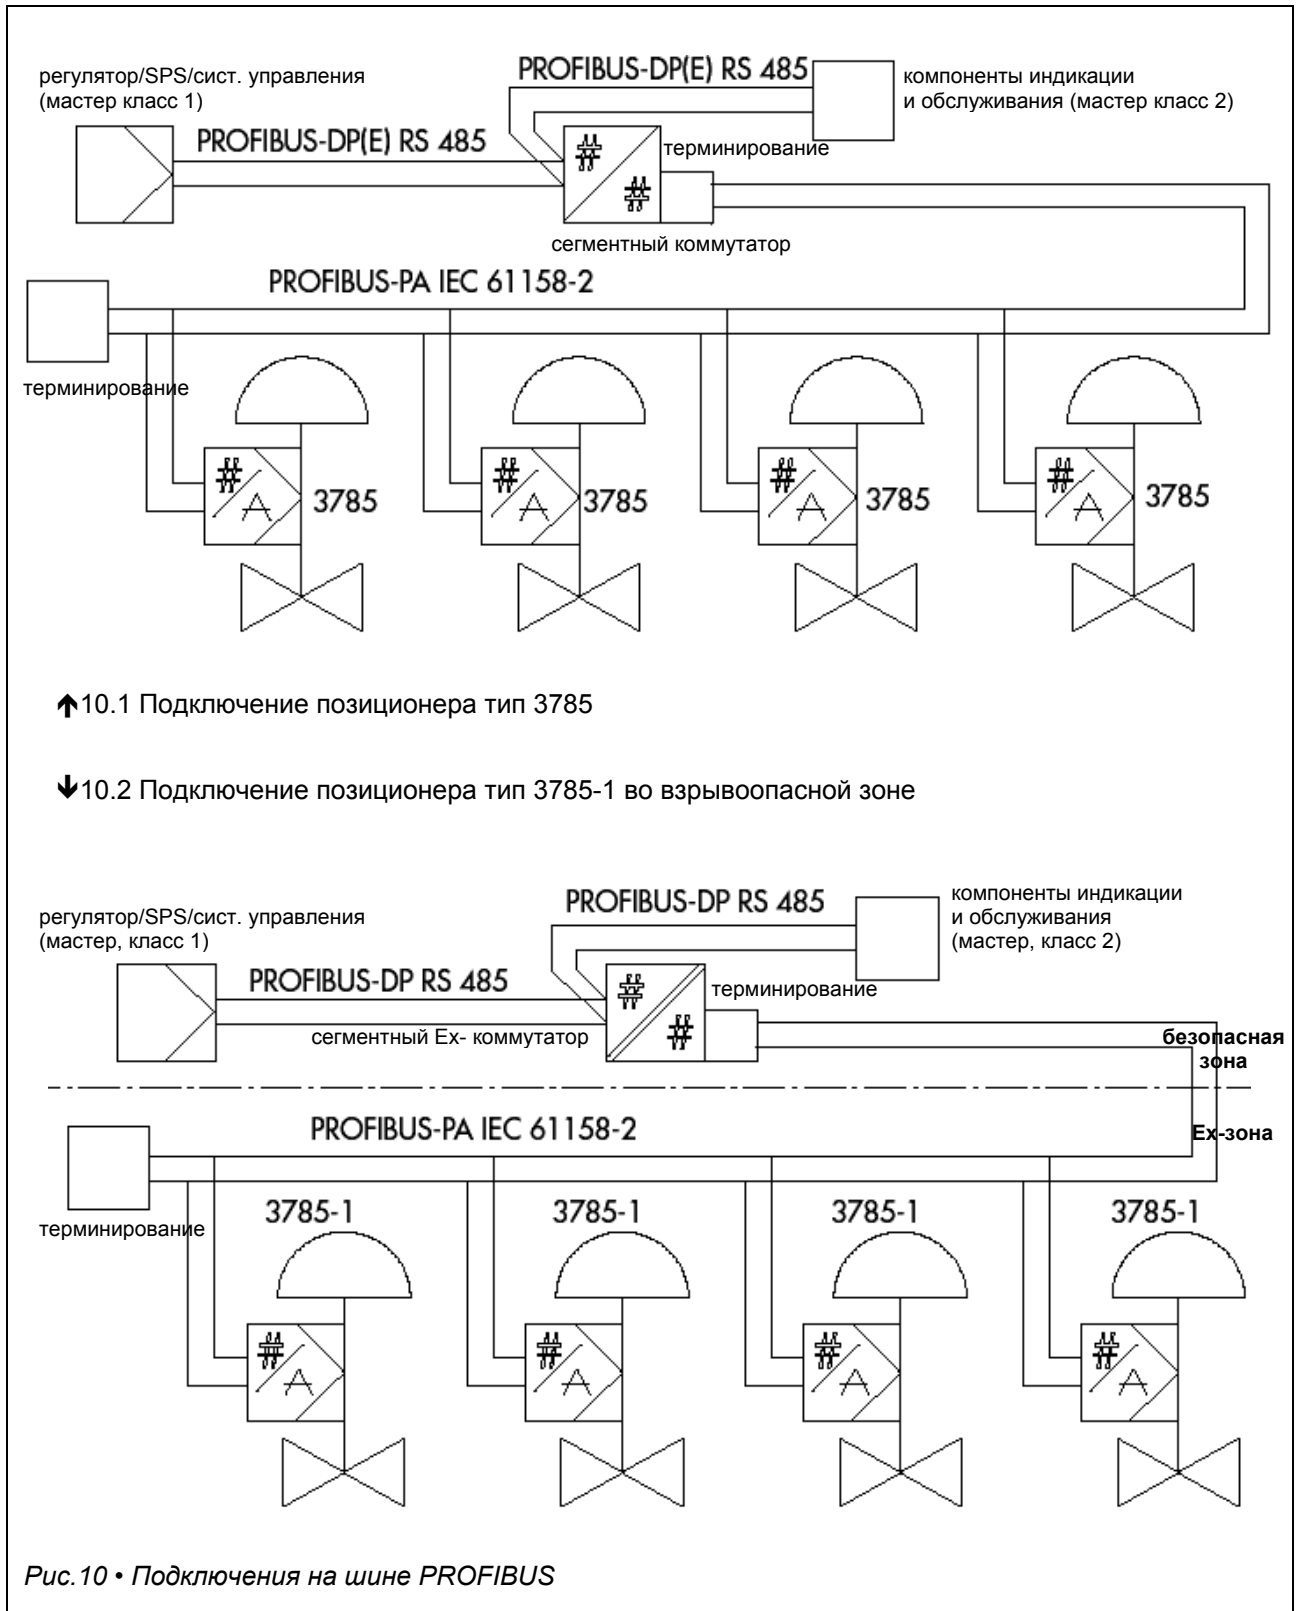 регулятор/SPS/сист. управления
(мастер класс 1)
PROFIBUS-DP(E) RS 485
PROFIBUS-DP(E) RS 485
компоненты индикации
и обслуживания (мастер класс 2)
# #
терминирование
сегментный коммутатор
PROFIBUS-PA IEC 61158-2
терминирование
# A 3785
# A 3785
# A 3785
# A 3785
↑10.1 Подключение позиционера тип 3785
↓10.2 Подключение позиционера тип 3785-1 во взрывоопасной зоне
регулятор/SPS/сист. управления
(мастер, класс 1)
PROFIBUS-DP RS 485
PROFIBUS-DP RS 485
компоненты индикации
и обслуживания
(мастер, класс 2)
# #
терминирование
сегментный Ex- коммутатор
безопасная
зона
PROFIBUS-PA IEC 61158-2
Ex-зона
терминирование
3785-1
3785-1
3785-1
3785-1
# A
# A
# A
# A
Рис.10 • Подключения на шине PROFIBUS